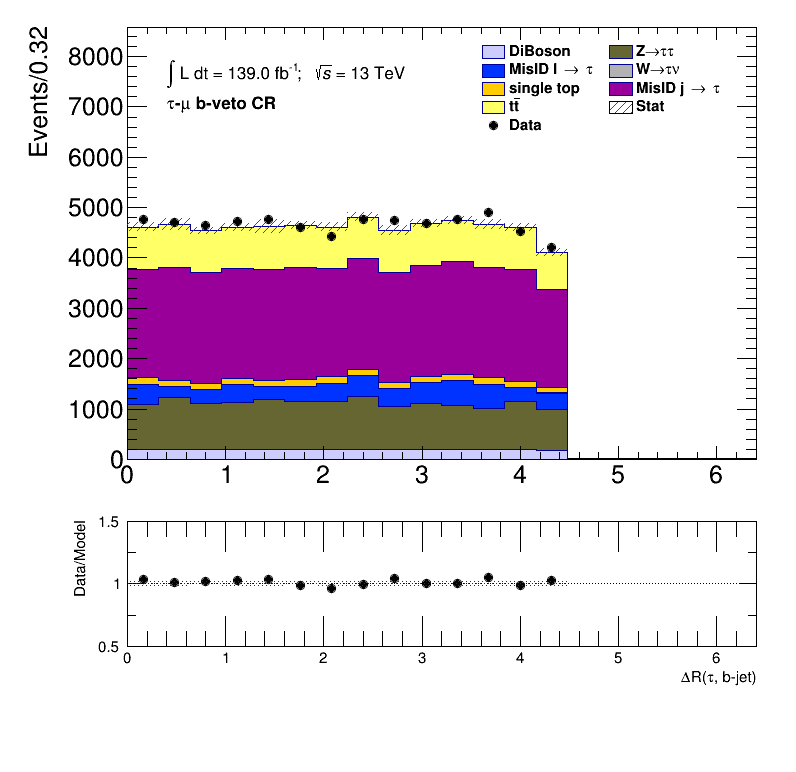 Events/0.32
8000
7000
6000
5000
4000
3000
2000
1000
0
∫ L dt = 139.0 fb⁻¹; √s = 13 TeV
τ-μ b-veto CR
DiBoson
MisID l → τ
single top
tt̄
Data
Z→ττ
W→τν
MisID j → τ
Stat
0 1 2 3 4 5 6
Data/Model
1.5
1
0.5
0 1 2 3 4 5 6
ΔR(τ, b-jet)